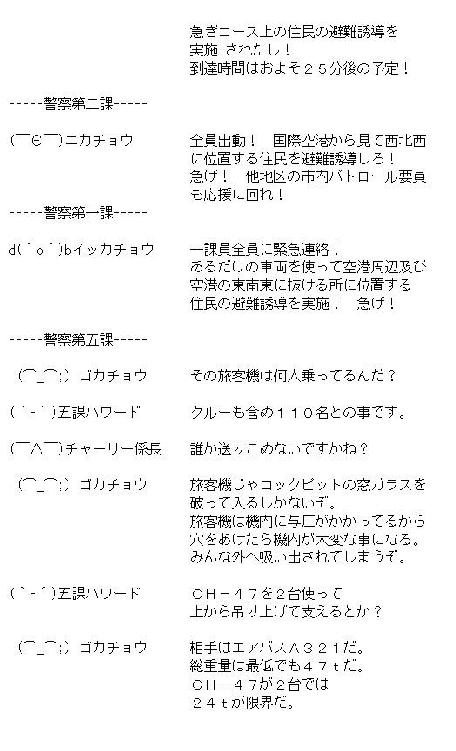 急ぎコース上の住民の避難誘導を
実施されたし！
到達時間はおよそ２５分後の予定！
-----警察第二課-----
(￣Θ￣)ニカチョウ　全員出動！　国際空港から見て西北西
に位置する住民を避難誘導しろ！
急げ！　他地区の市内パトロール要員
も応援に回れ！
-----警察第一課-----
d(｀o´)bイッカチョウ　一課員全員に緊急連絡！
あるだけの車両を使って空港周辺及び
空港の東南東に抜ける所に位置する
住民の避難誘導を実施！　急げ！
-----警察第五課-----
(⌒_⌒;) ゴカチョウ　その旅客機は何人乗ってるんだ？
(｀-´)五課ハワード　クルーも含め１１０名との事です。
(￣∧￣)チャーリー係長　誰か送りこめないですかね？
(⌒_⌒;) ゴカチョウ　旅客機じゃコックピットの窓ガラスを
破って入るしかないぞ。
旅客機は機内に与圧がかかってるから
穴をあけたら機内が大変な事になる。
みんな外へ吸い出されてしまうぞ。
(｀-´)五課ハワード　ＣＨ－４７を２台使って
上から吊り上げて支えるとか？
(⌒_⌒;) ゴカチョウ　相手はエアバスＡ３２１だ。
総重量は最低でも４７ｔだ。
ＣＨ－４７が２台では
２４ｔが限界だ。